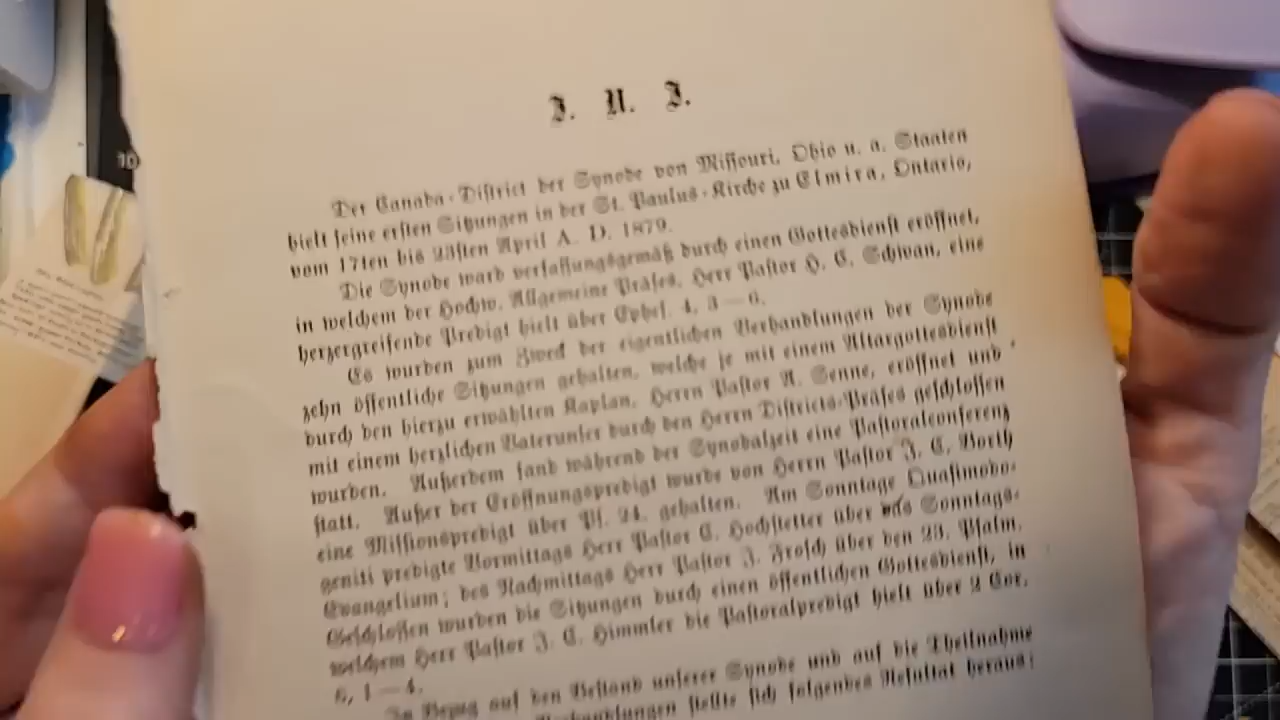 J. N. J.
Der Canada-District der Synode von Missouri, Ohio u. a. Staaten
hielt seine ersten Sitzungen in der St. Paulus-Kirche zu Elmira, Ontario,
vom 17ten bis 23sten April A. D. 1879.
Die Synode ward verfassungsgemäß durch einen Gottesdienst eröffnet,
in welchem der Hochw. Allgemeine Präses, Herr Pastor H. C. Schwan, eine
herzergreifende Predigt hielt über Ephes. 4, 3—6.
Es wurden zum Zweck der eigentlichen Verhandlungen der Synode
zehn öffentliche Sitzungen gehalten, welche je mit einem Altargottesdienst
durch den hierzu erwählten Kaplan, Herrn Pastor A. Senne, eröffnet und
mit einem herzlichen Vaterunser durch den Herrn Districts-Präses geschlossen
wurden. Außerdem fand während der Synodalzeit eine Pastoralconferenz
statt. Außer der Eröffnungspredigt wurde von Herrn Pastor J. C. Borth
eine Missionspredigt über Ps. 24. gehalten. Am Sonntage Quasimodo-
geniti predigte Vormittags Herr Pastor C. Hochstetter über das Sonntags-
Evangelium; des Nachmittags Herr Pastor J. Frosch über den 23. Psalm.
Geschlossen wurden die Sitzungen durch einen öffentlichen Gottesdienst, in
welchem Herr Pastor J. C. Himmler die Pastoralpredigt hielt über 2 Cor.
6, 1—4.
In Bezug auf den Bestand unserer Synode und auf die Theilnahme
Verhandlungen stellte sich folgendes Resultat heraus:
10